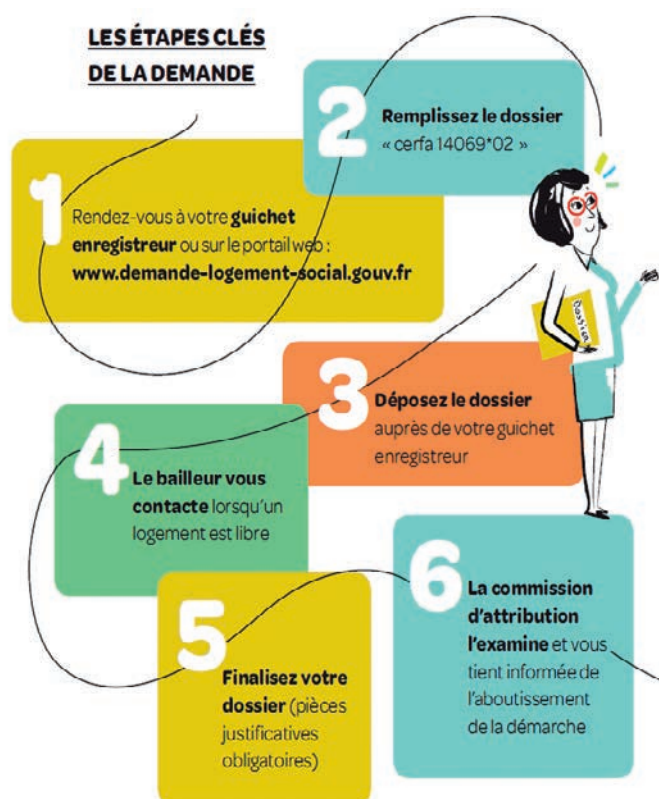 LES ÉTAPES CLÉS
DE LA DEMANDE
1
Rendez-vous à votre guichet
enregistreur ou sur le portail web :
www.demande-logement-social.gouv.fr
2
Remplissez le dossier
« cerfa 14069*02 »
Dossier
3
Déposez le dossier
auprès de votre guichet
enregistreur
4
Le bailleur vous
contacte lorsqu'un
logement est libre
5
Finalisez votre
dossier (pièces
justificatives
obligatoires)
6
La commission
d'attribution
l'examine et vous
tient informée de
l'aboutissement
de la démarche